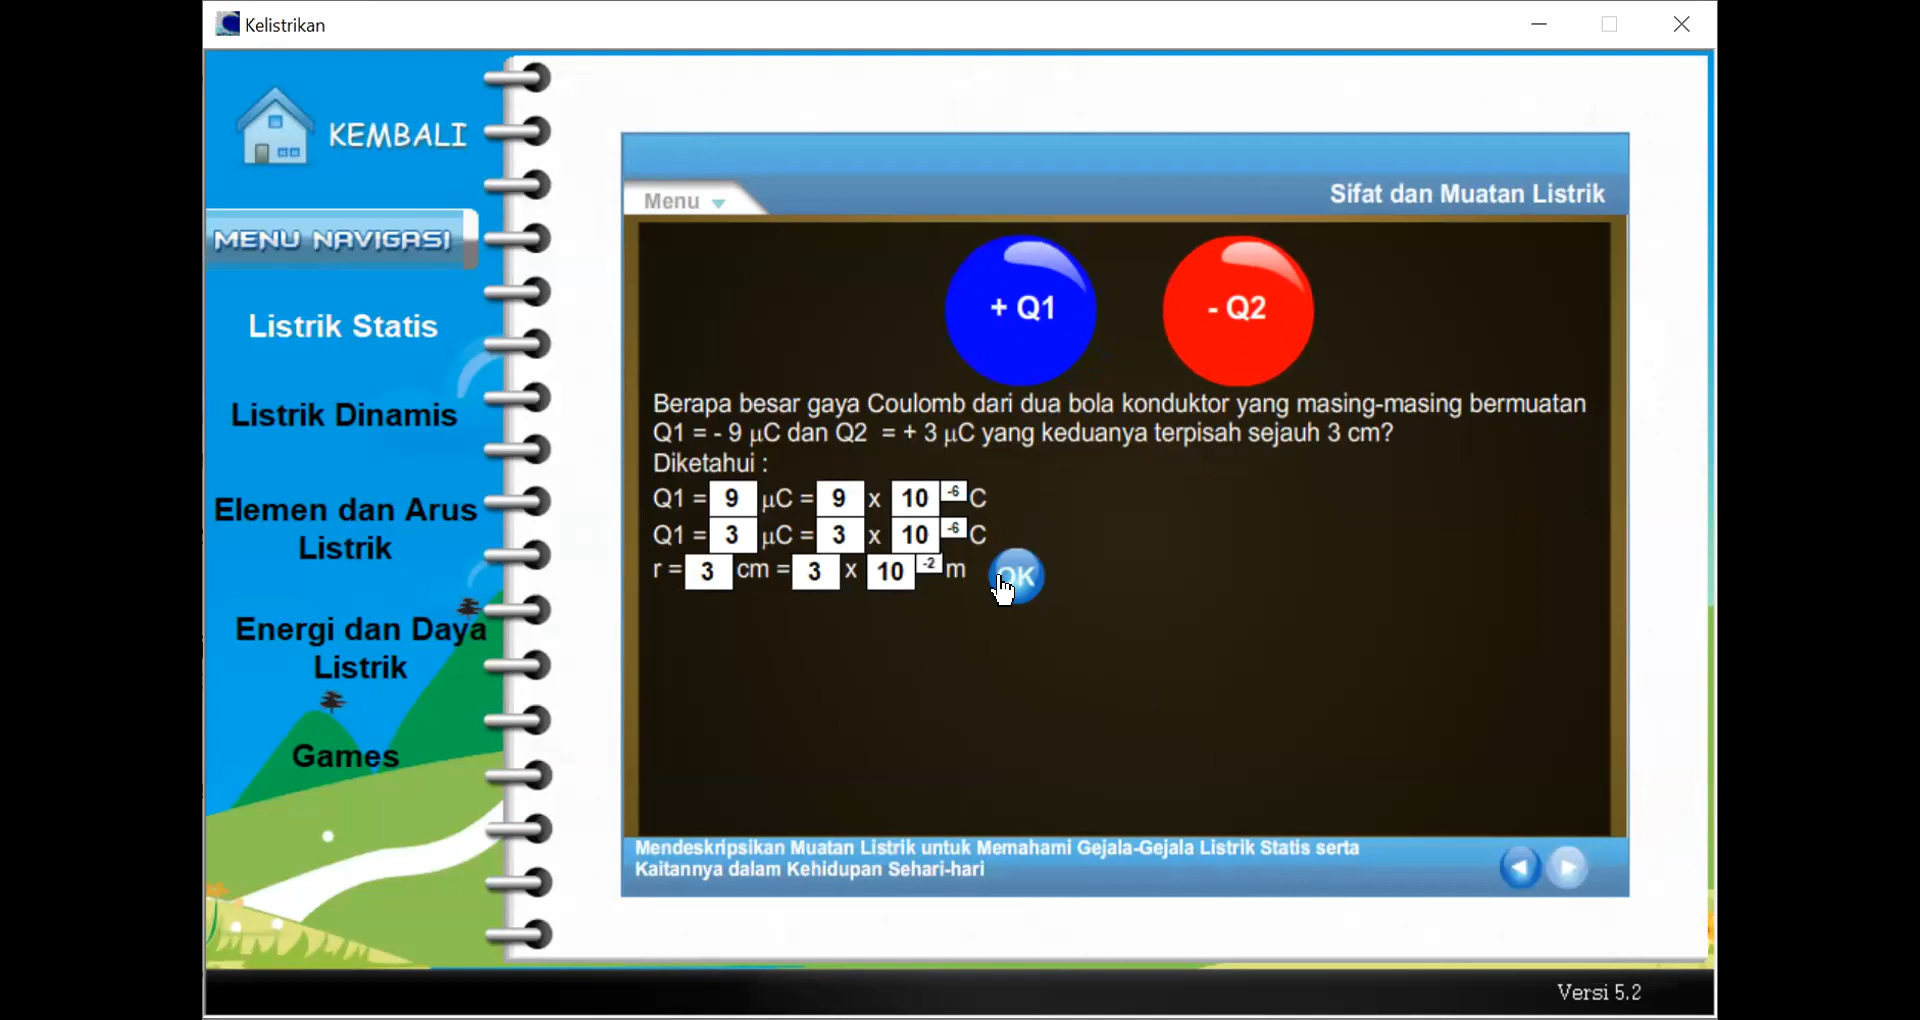 Kelistrikan
KEMBALI
MENU NAVIGASI
Listrik Statis
Listrik Dinamis
Elemen dan Arus
Listrik
Energi dan Daya
Listrik
Games
Menu
Sifat dan Muatan Listrik
+ Q1
- Q2
Berapa besar gaya Coulomb dari dua bola konduktor yang masing-masing bermuatan
Q1 = - 9 μC dan Q2 = + 3 μC yang keduanya terpisah sejauh 3 cm?
Diketahui :
Q1 = 9 μC = 9 x 10 -6 C
Q1 = 3 μC = 3 x 10 -6 C
r = 3 cm = 3 x 10 -2 m
OK
Mendeskripsikan Muatan Listrik untuk Memahami Gejala-Gejala Listrik Statis serta
Kaitannya dalam Kehidupan Sehari-hari
Versi 5.2